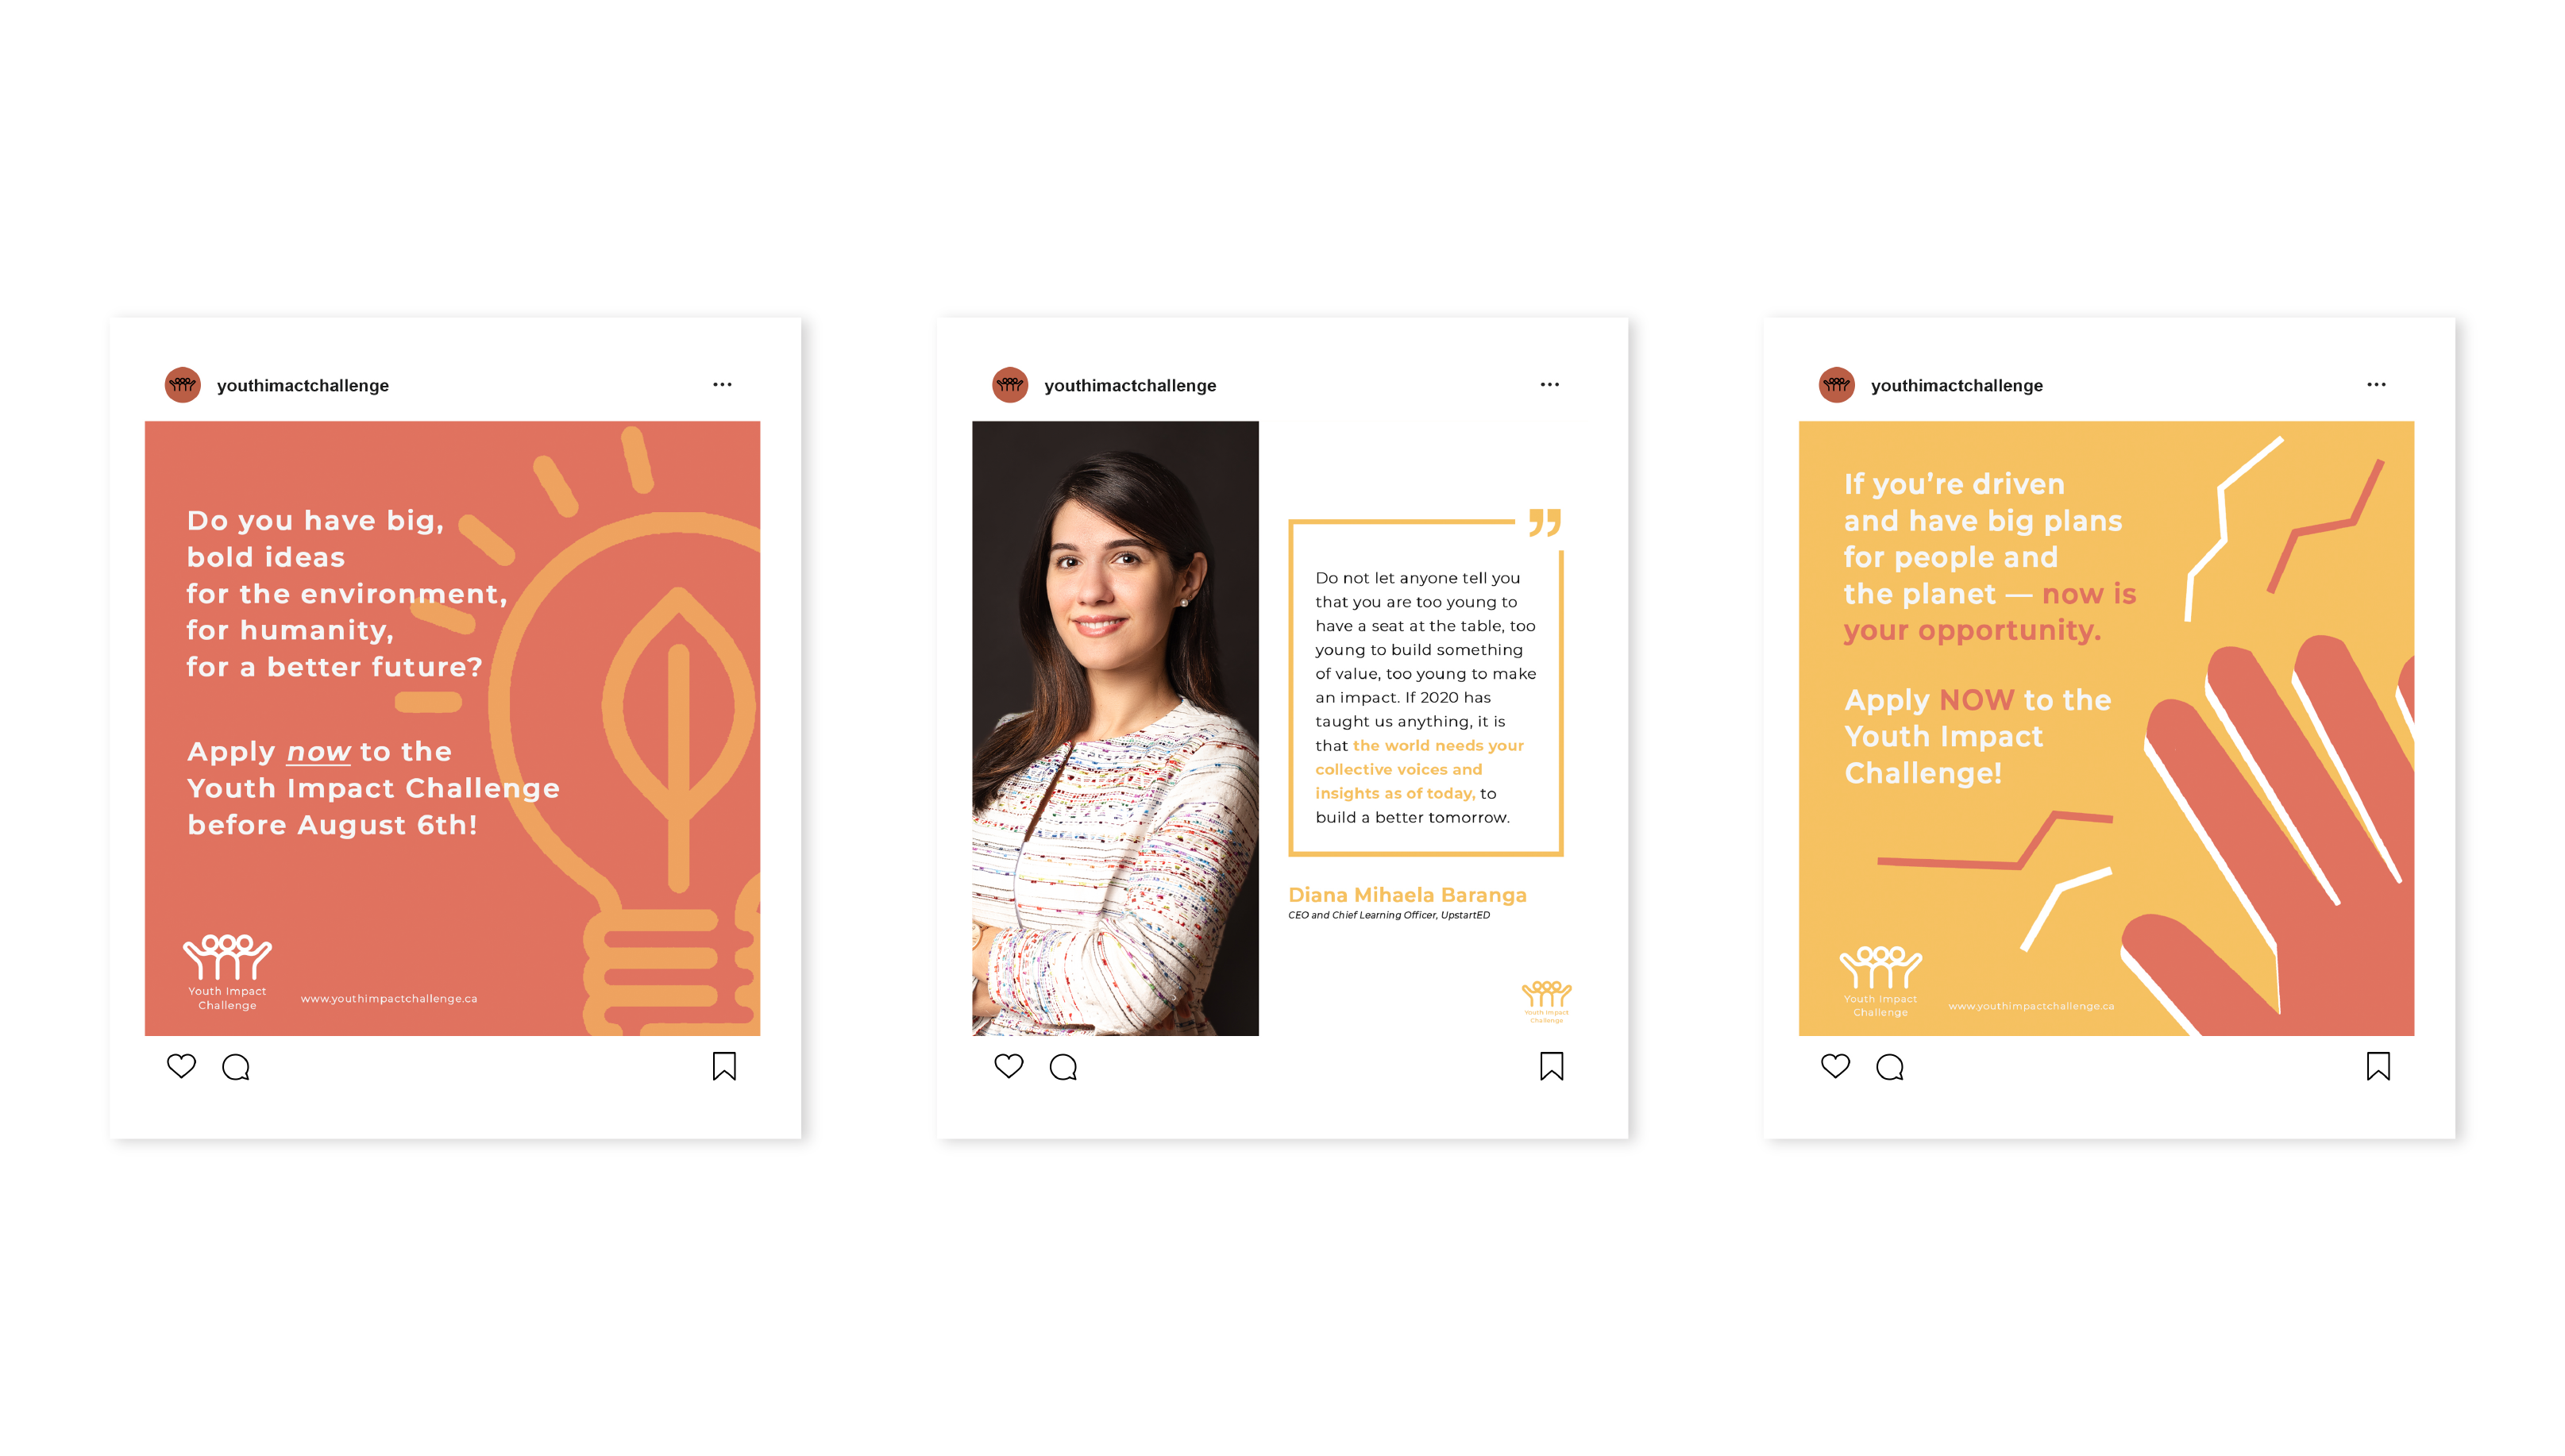 youthimactchallenge
Do you have big,
bold ideas
for the environment,
for humanity,
for a better future?
Apply now to the
Youth Impact Challenge
before August 6th!
Youth Impact
Challenge
www.youthimpactchallenge.ca
youthimactchallenge
”
Do not let anyone tell you
that you are too young to
have a seat at the table, too
young to build something
of value, too young to make
an impact. If 2020 has
taught us anything, it is
that the world needs your
collective voices and
insights as of today, to
build a better tomorrow.
Diana Mihaela Baranga
CEO and Chief Learning Officer, UpstartED
Youth Impact
Challenge
youthimactchallenge
If you’re driven
and have big plans
for people and
the planet — now is
your opportunity.
Apply NOW to the
Youth Impact
Challenge!
Youth Impact
Challenge
www.youthimpactchallenge.ca